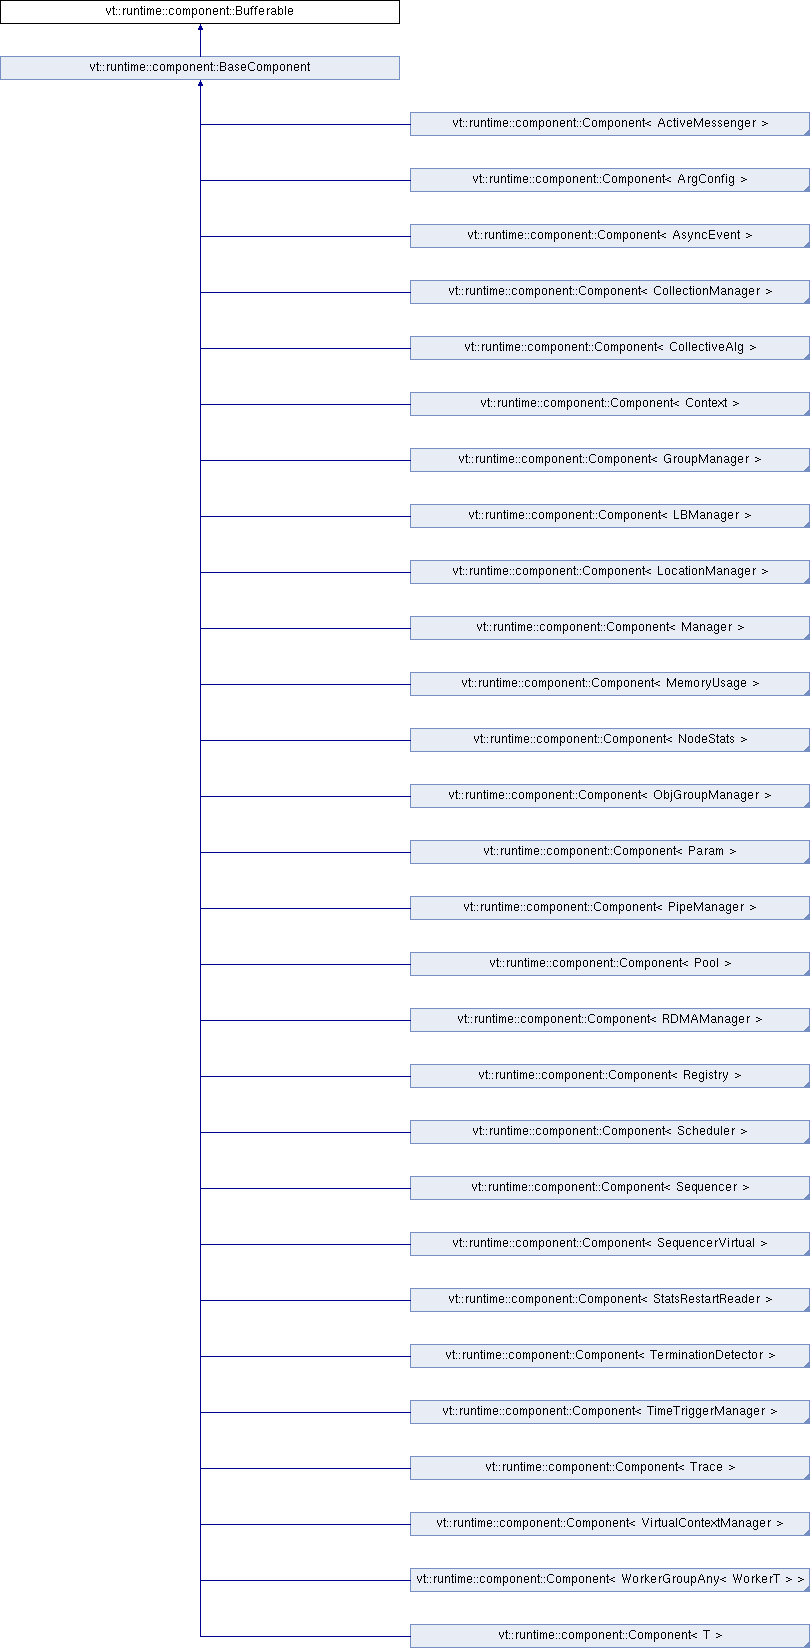 vt::runtime::component::Bufferable
vt::runtime::component::BaseComponent
vt::runtime::component::Component< ActiveMessenger >
vt::runtime::component::Component< ArgConfig >
vt::runtime::component::Component< AsyncEvent >
vt::runtime::component::Component< CollectionManager >
vt::runtime::component::Component< CollectiveAlg >
vt::runtime::component::Component< Context >
vt::runtime::component::Component< GroupManager >
vt::runtime::component::Component< LBManager >
vt::runtime::component::Component< LocationManager >
vt::runtime::component::Component< Manager >
vt::runtime::component::Component< MemoryUsage >
vt::runtime::component::Component< NodeStats >
vt::runtime::component::Component< ObjGroupManager >
vt::runtime::component::Component< Param >
vt::runtime::component::Component< PipeManager >
vt::runtime::component::Component< Pool >
vt::runtime::component::Component< RDMAManager >
vt::runtime::component::Component< Registry >
vt::runtime::component::Component< Scheduler >
vt::runtime::component::Component< Sequencer >
vt::runtime::component::Component< SequencerVirtual >
vt::runtime::component::Component< StatsRestartReader >
vt::runtime::component::Component< TerminationDetector >
vt::runtime::component::Component< TimeTriggerManager >
vt::runtime::component::Component< Trace >
vt::runtime::component::Component< VirtualContextManager >
vt::runtime::component::Component< WorkerGroupAny< WorkerT > >
vt::runtime::component::Component< T >